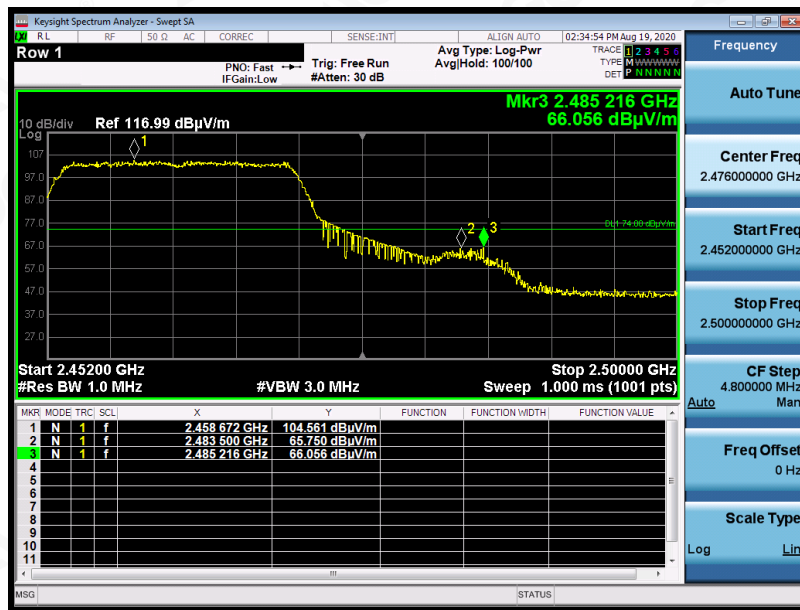 Keysight Spectrum Analyzer - Swept SA
LXI RL RF 50 Ω AC CORREC SENSE:INT ALIGN AUTO 02:34:54 PM Aug 19, 2020
Row 1
PNO: Fast
IFGain:Low
Trig: Free Run
#Atten: 30 dB
Avg Type: Log-Pwr
Avg|Hold: 100/100
TRACE 1 2 3 4 5 6
TYPE M WWWWW
DET P N N N N N
Mkr3 2.485 216 GHz
66.056 dBµV/m
10 dB/div Ref 116.99 dBµV/m
Log
107
97.0
87.0
77.0
67.0
57.0
47.0
37.0
27.0
1
2
3
DL1 74.00 dBµV/m
Start 2.45200 GHz Stop 2.50000 GHz
#Res BW 1.0 MHz #VBW 3.0 MHz Sweep 1.000 ms (1001 pts)
MKR MODE TRC SCL X Y FUNCTION FUNCTION WIDTH FUNCTION VALUE
1 N 1 f 2.458 672 GHz 104.561 dBµV/m
2 N 1 f 2.483 500 GHz 65.750 dBµV/m
3 N 1 f 2.485 216 GHz 66.056 dBµV/m
4
5
6
7
8
9
10
11
MSG STATUS
Frequency
Auto Tune
Center Freq
2.476000000 GHz
Start Freq
2.452000000 GHz
Stop Freq
2.500000000 GHz
CF Step
4.800000 MHz
Auto Man
Freq Offset
0 Hz
Scale Type
Log Lin